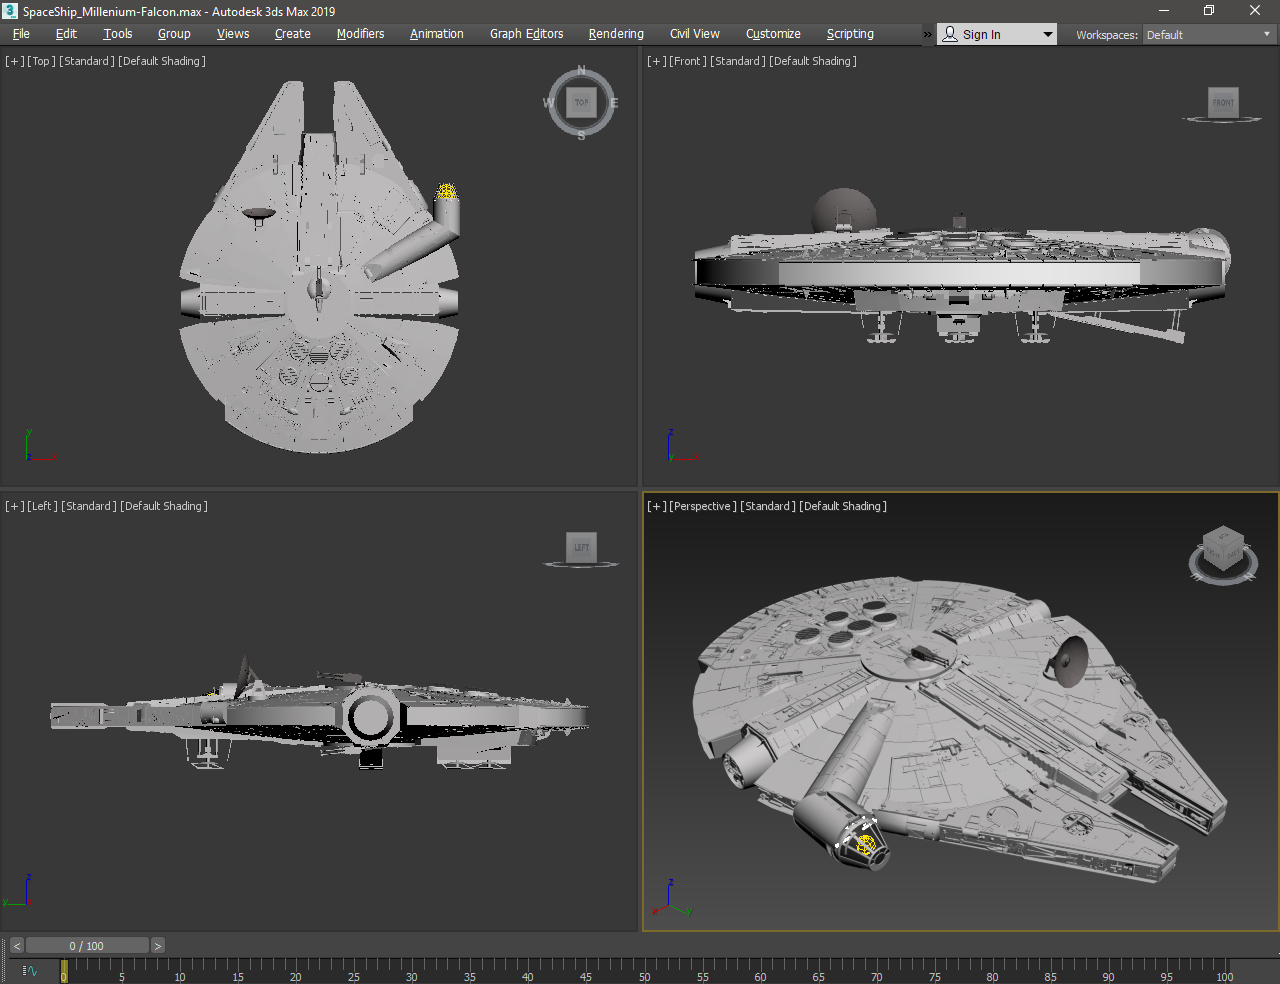 SpaceShip_Millenium-Falcon.max - Autodesk 3ds Max 2019
File Edit Tools Group Views Create Modifiers Animation Graph Editors Rendering Civil View Customize Scripting » Sign In Workspaces: Default
[+] [Top] [Standard] [Default Shading]
N
W TOP E
S
y
z x
[+] [Front] [Standard] [Default Shading]
FRONT
z
y x
[+] [Left] [Standard] [Default Shading]
LEFT
z
y
[+] [Perspective] [Standard] [Default Shading]
z
x y
< 0 / 100 >
0 5 10 15 20 25 30 35 40 45 50 55 60 65 70 75 80 85 90 95 100